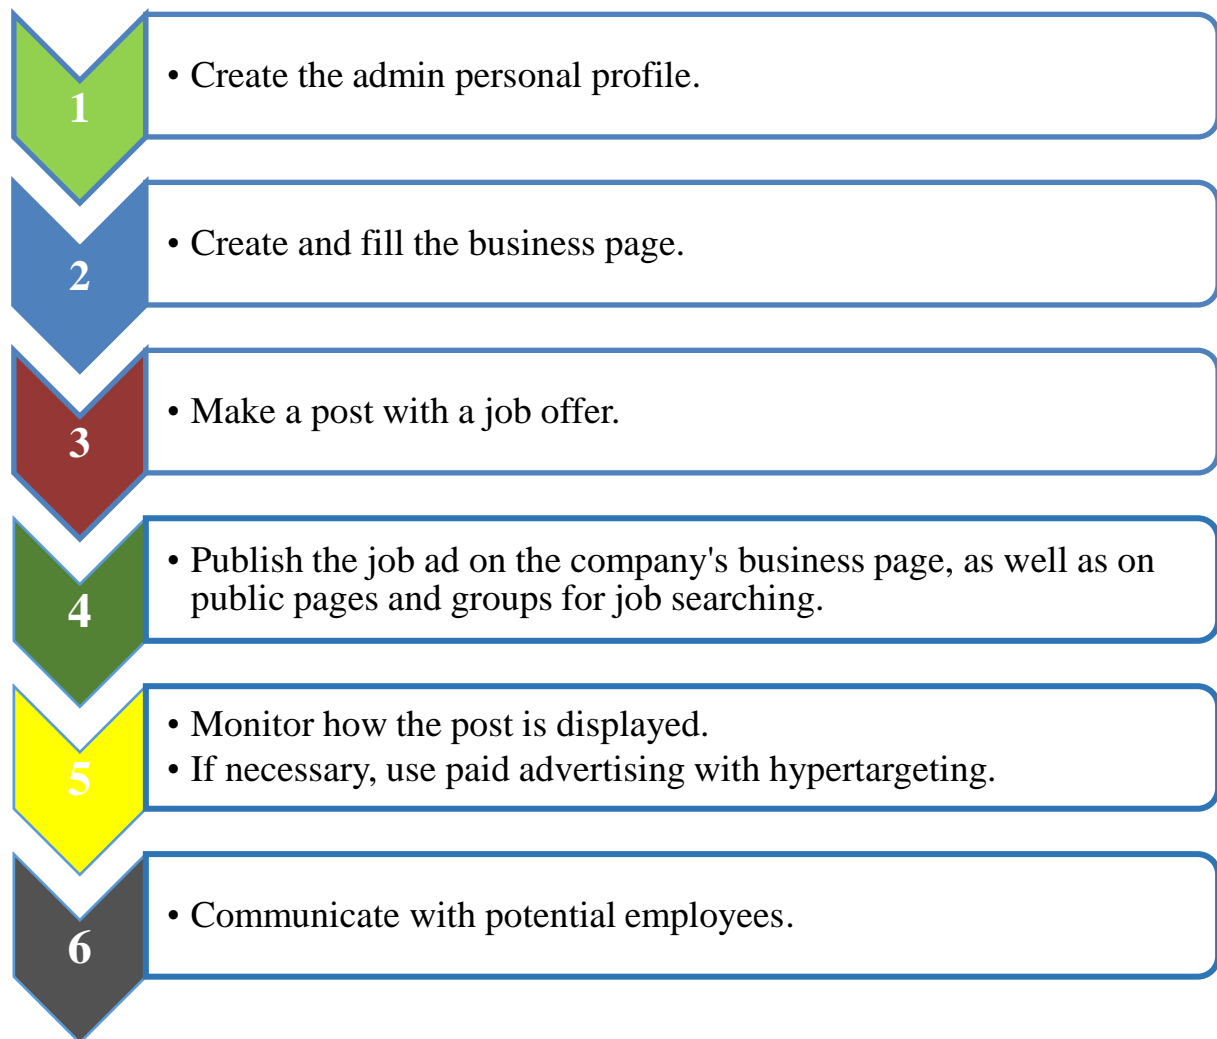 1
• Create the admin personal profile.
2
• Create and fill the business page.
3
• Make a post with a job offer.
4
• Publish the job ad on the company's business page, as well as on
public pages and groups for job searching.
5
• Monitor how the post is displayed.
• If necessary, use paid advertising with hypertargeting.
6
• Communicate with potential employees.